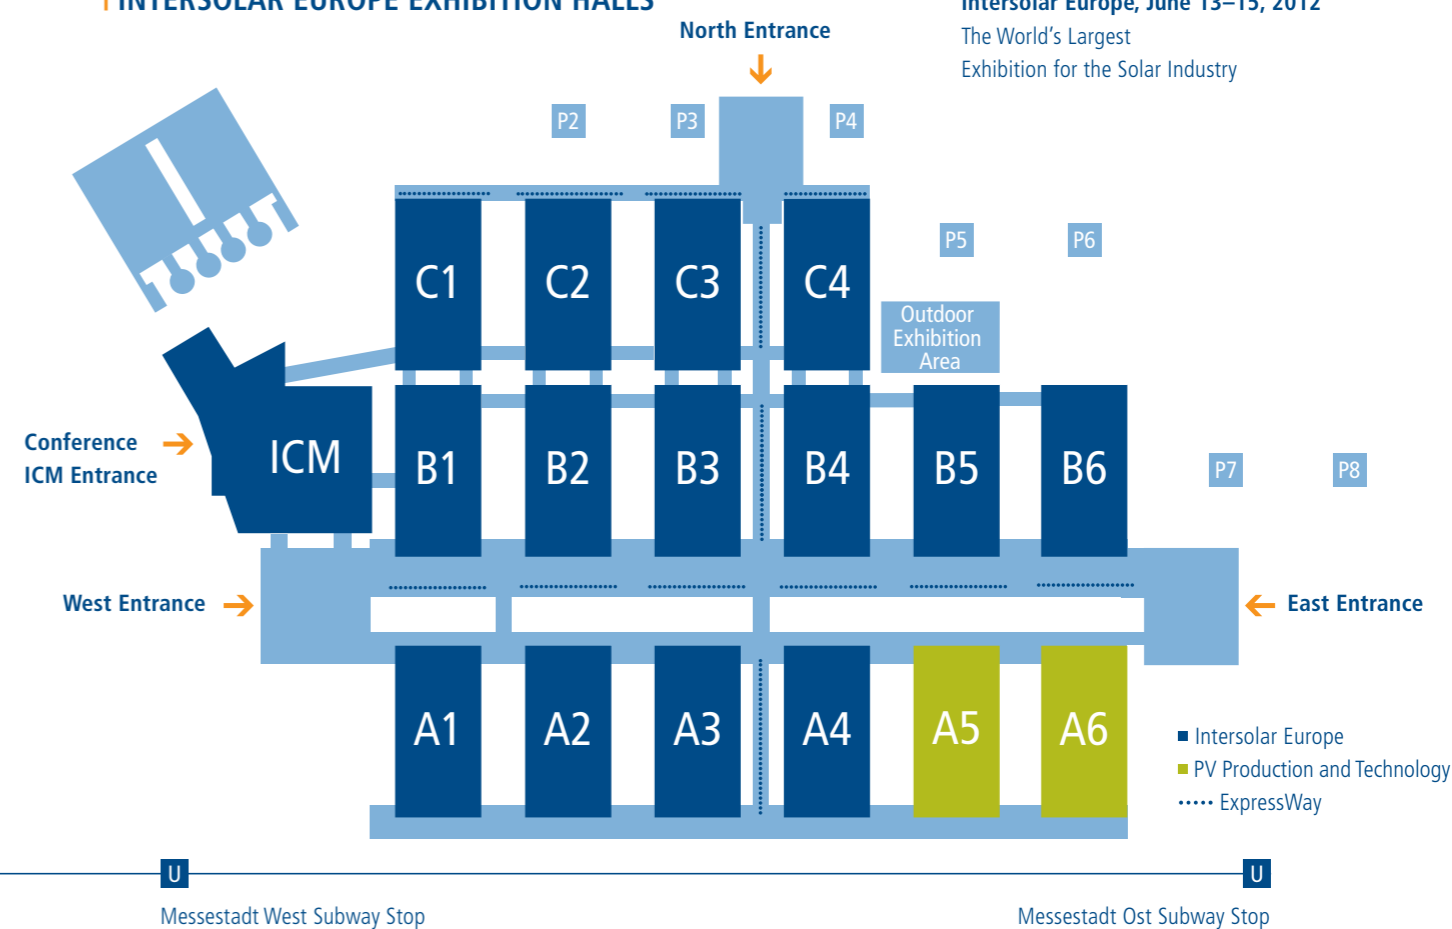 INTERSOLAR EUROPE EXHIBITION HALLS
Intersolar Europe, June 13–15, 2012
The World's Largest
Exhibition for the Solar Industry
North Entrance
P2
P3
P4
C1
C2
C3
C4
P5
P6
Outdoor
Exhibition
Area
Conference
ICM Entrance
ICM
B1
B2
B3
B4
B5
B6
P7
P8
West Entrance
East Entrance
A1
A2
A3
A4
A5
A6
Intersolar Europe
PV Production and Technology
ExpressWay
U
U
Messestadt West Subway Stop
Messestadt Ost Subway Stop